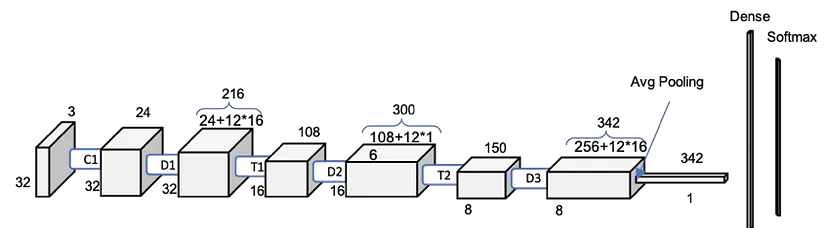 Dense
Softmax
Avg Pooling
216
24+12*16
300
108+12*1
6
342
256+12*16
3
24
108
150
342
C1
D1
T1
D2
T2
D3
32
32
32
16
16
8
8
1